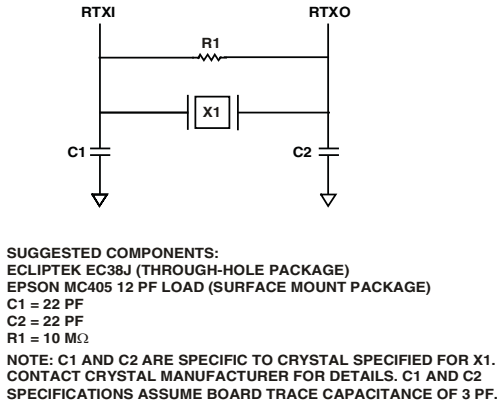 RTXI RTXO
R1
X1
C1 C2
SUGGESTED COMPONENTS:
ECLIPTEK EC38J (THROUGH-HOLE PACKAGE)
EPSON MC405 12 PF LOAD (SURFACE MOUNT PACKAGE)
C1 = 22 PF
C2 = 22 PF
R1 = 10 MΩ
NOTE: C1 AND C2 ARE SPECIFIC TO CRYSTAL SPECIFIED FOR X1.
CONTACT CRYSTAL MANUFACTURER FOR DETAILS. C1 AND C2
SPECIFICATIONS ASSUME BOARD TRACE CAPACITANCE OF 3 PF.